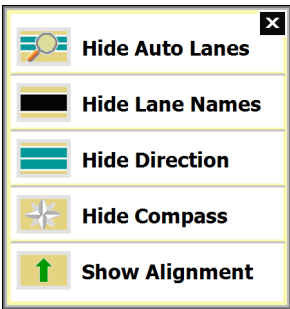 Hide Auto Lanes
Hide Lane Names
Hide Direction
Hide Compass
Show Alignment